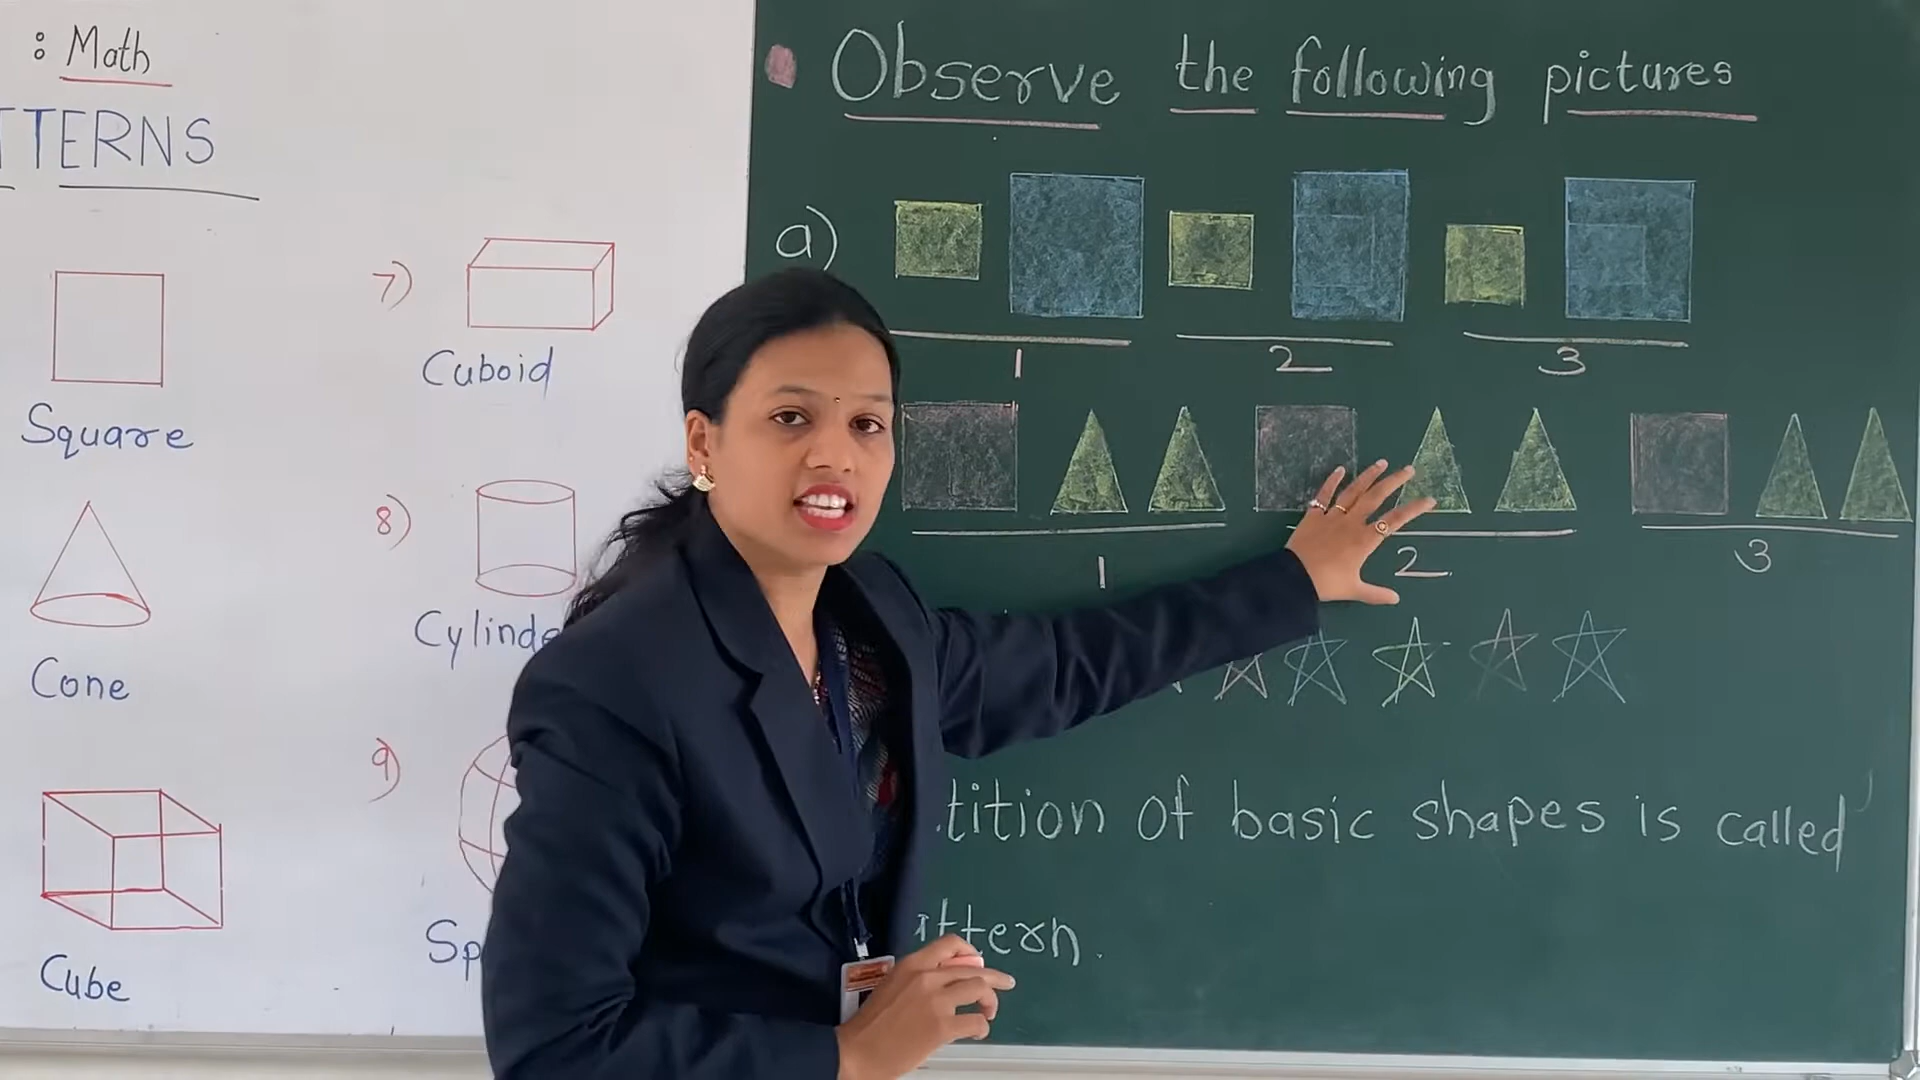 : Math
TTERNS
Square
Cone
Cube
7)
Cuboid
8)
Cylinde
9)
Sp
Observe the following pictures
a)
1 2 3
1 2 3
tition of basic shapes is called
ttern.